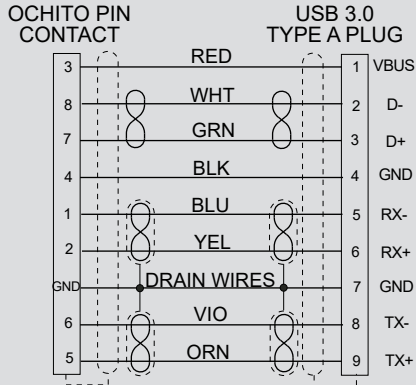 OCHITO PIN CONTACT
USB 3.0 TYPE A PLUG
3 RED 1 VBUS
8 WHT 2 D-
7 GRN 3 D+
4 BLK 4 GND
1 BLU 5 RX-
2 YEL 6 RX+
GND DRAIN WIRES 7 GND
6 VIO 8 TX-
5 ORN 9 TX+